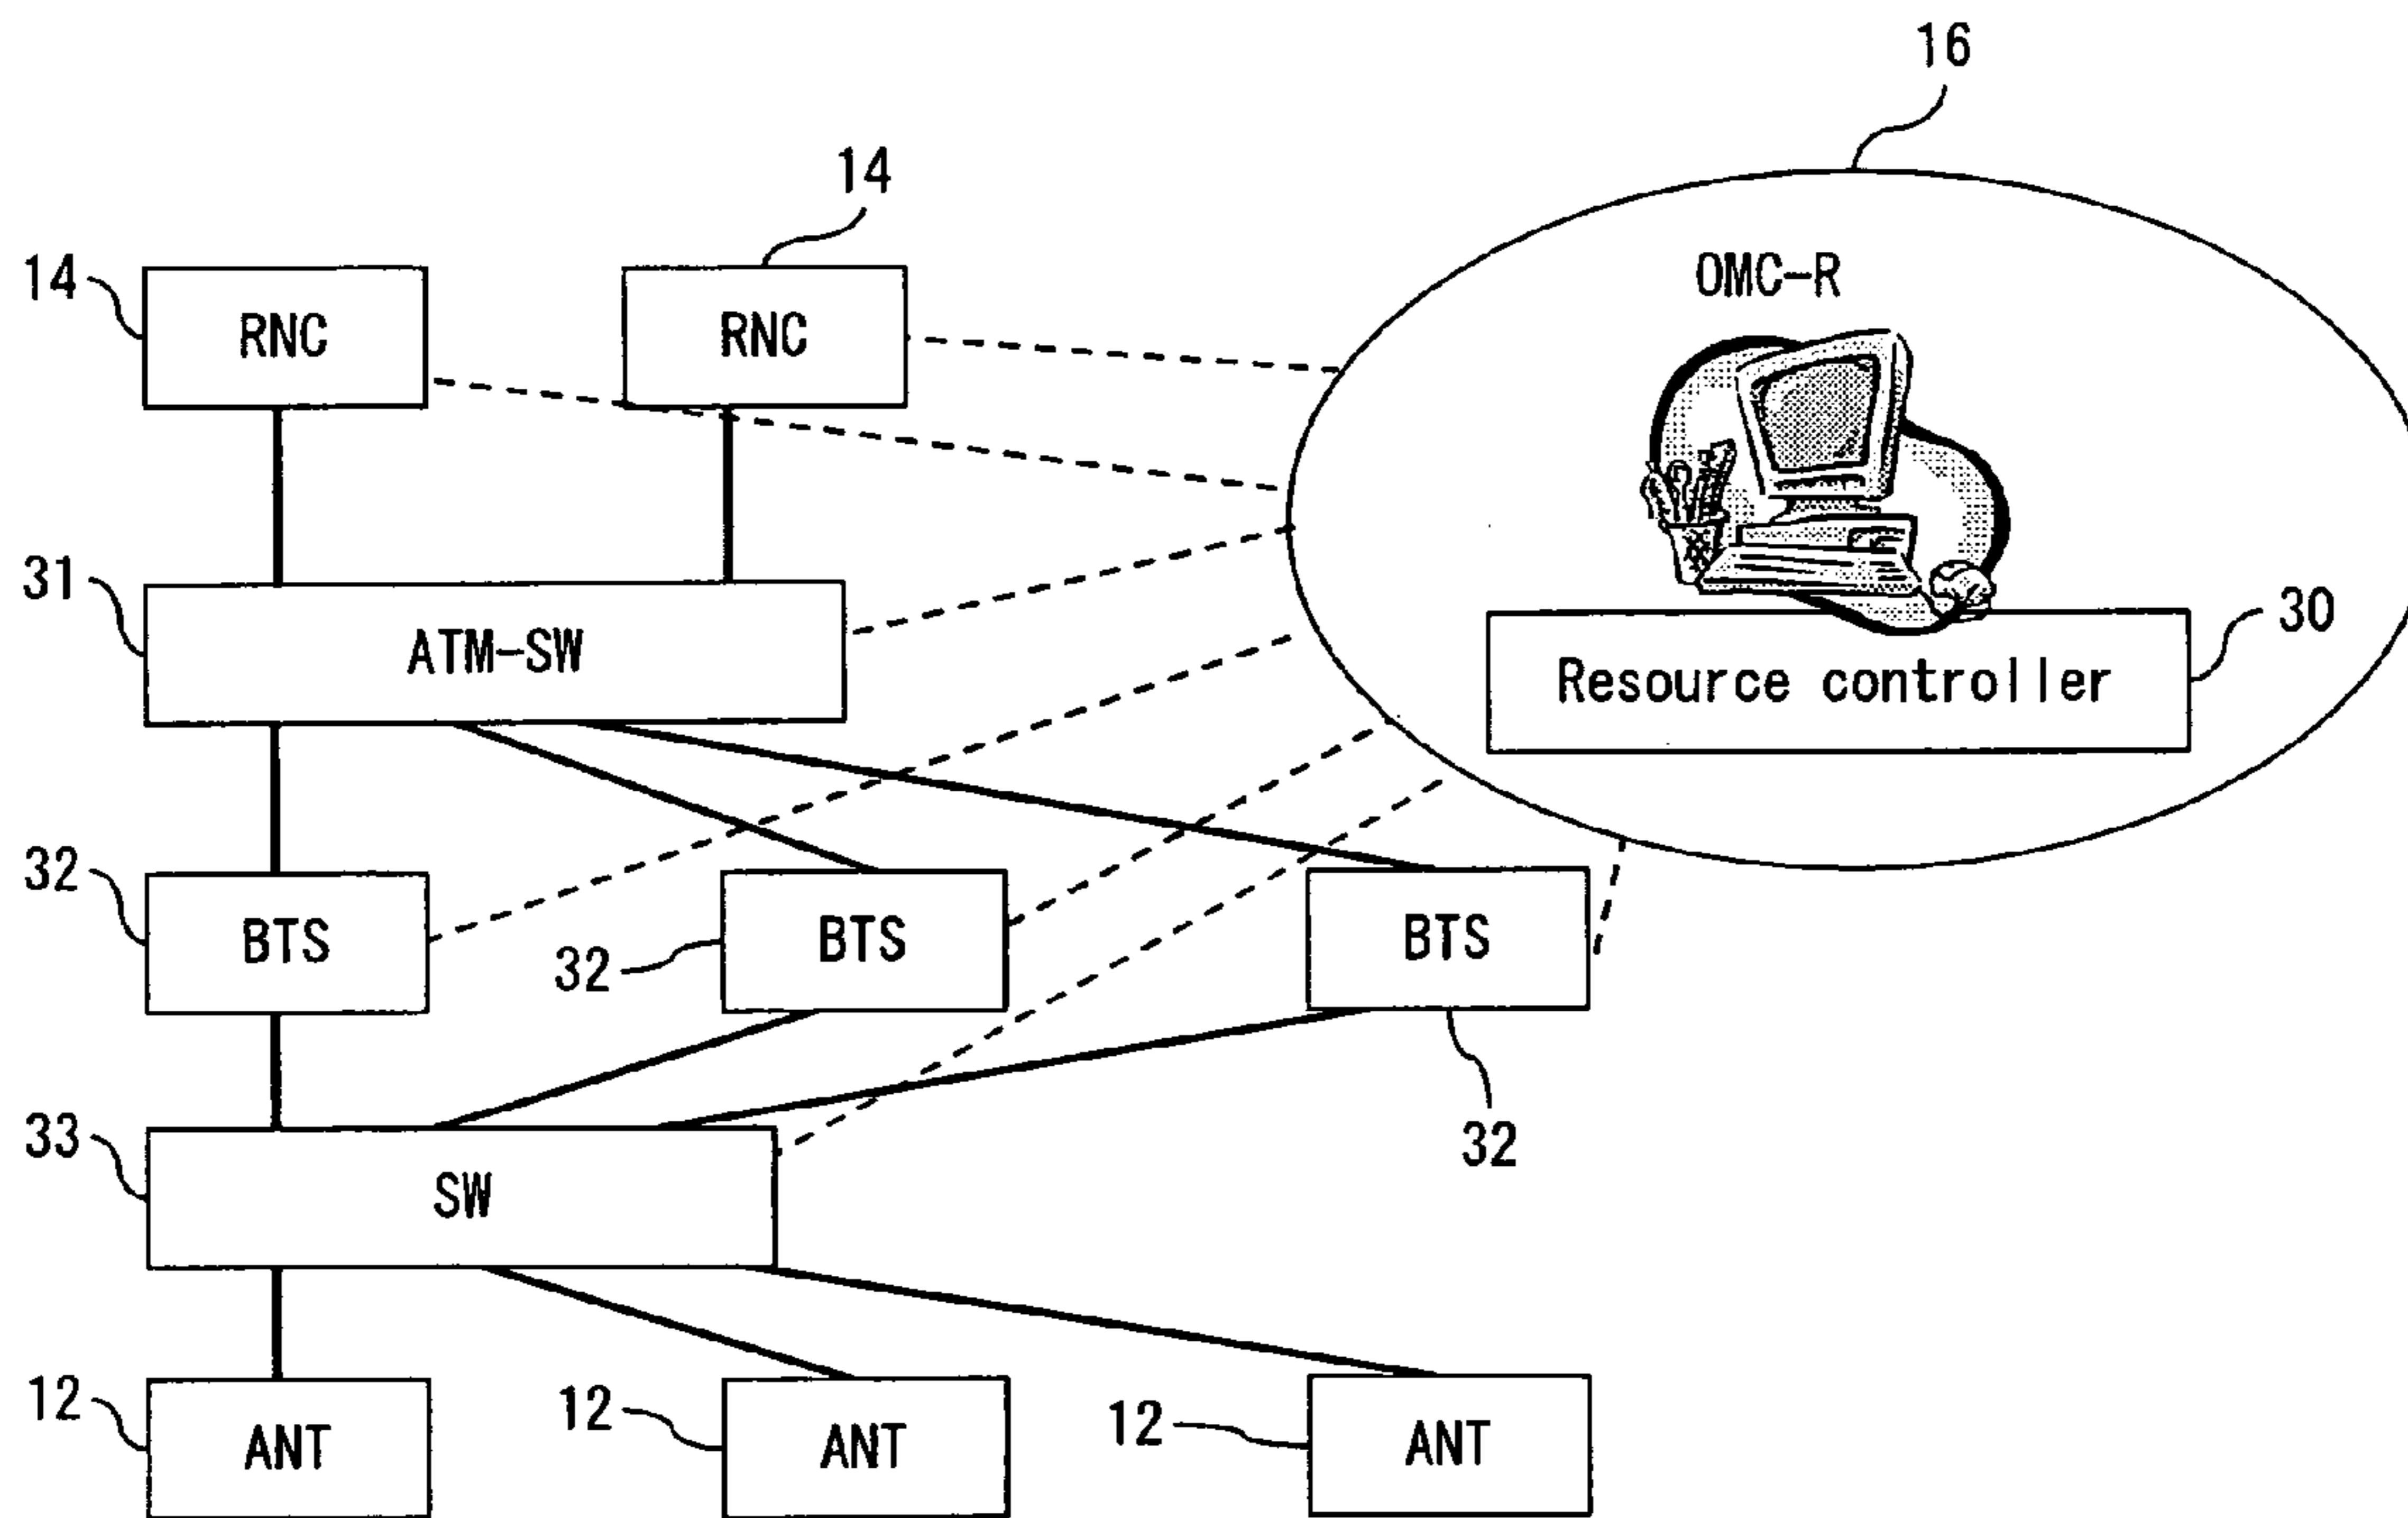 16
14
14
RNC
RNC
OMC-R
31
ATM-SW
30
Resource controller
32
BTS
32
BTS
BTS
32
33
SW
12
ANT
12
ANT
12
ANT